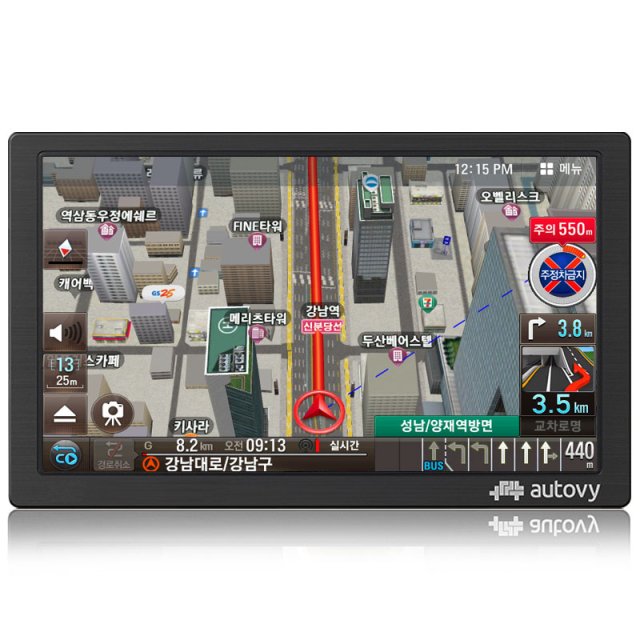 12:15 PM
메뉴
오벨리스크
역삼동우정에쉐르
주의 550m
FINE타워
주정차금지
캐어백
GS25
강남역
신분당선
메리츠타워
3.8km
두산베어스텔
13
스카페
25m
3.5km
키사라
성남/양재역방면
교차로명
G
8.2km
오전 09:13
실시간
경로취소
강남대로/강남구
BUS
440m
autovy